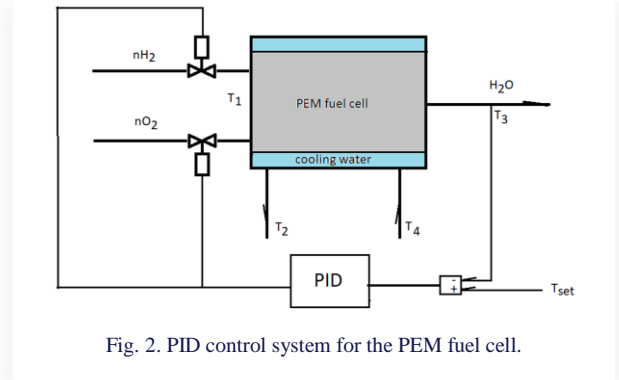 nH2
H2O
T1
PEM fuel cell
T3
nO2
cooling water
T2
T4
PID
-
+
Tset
Fig. 2. PID control system for the PEM fuel cell.